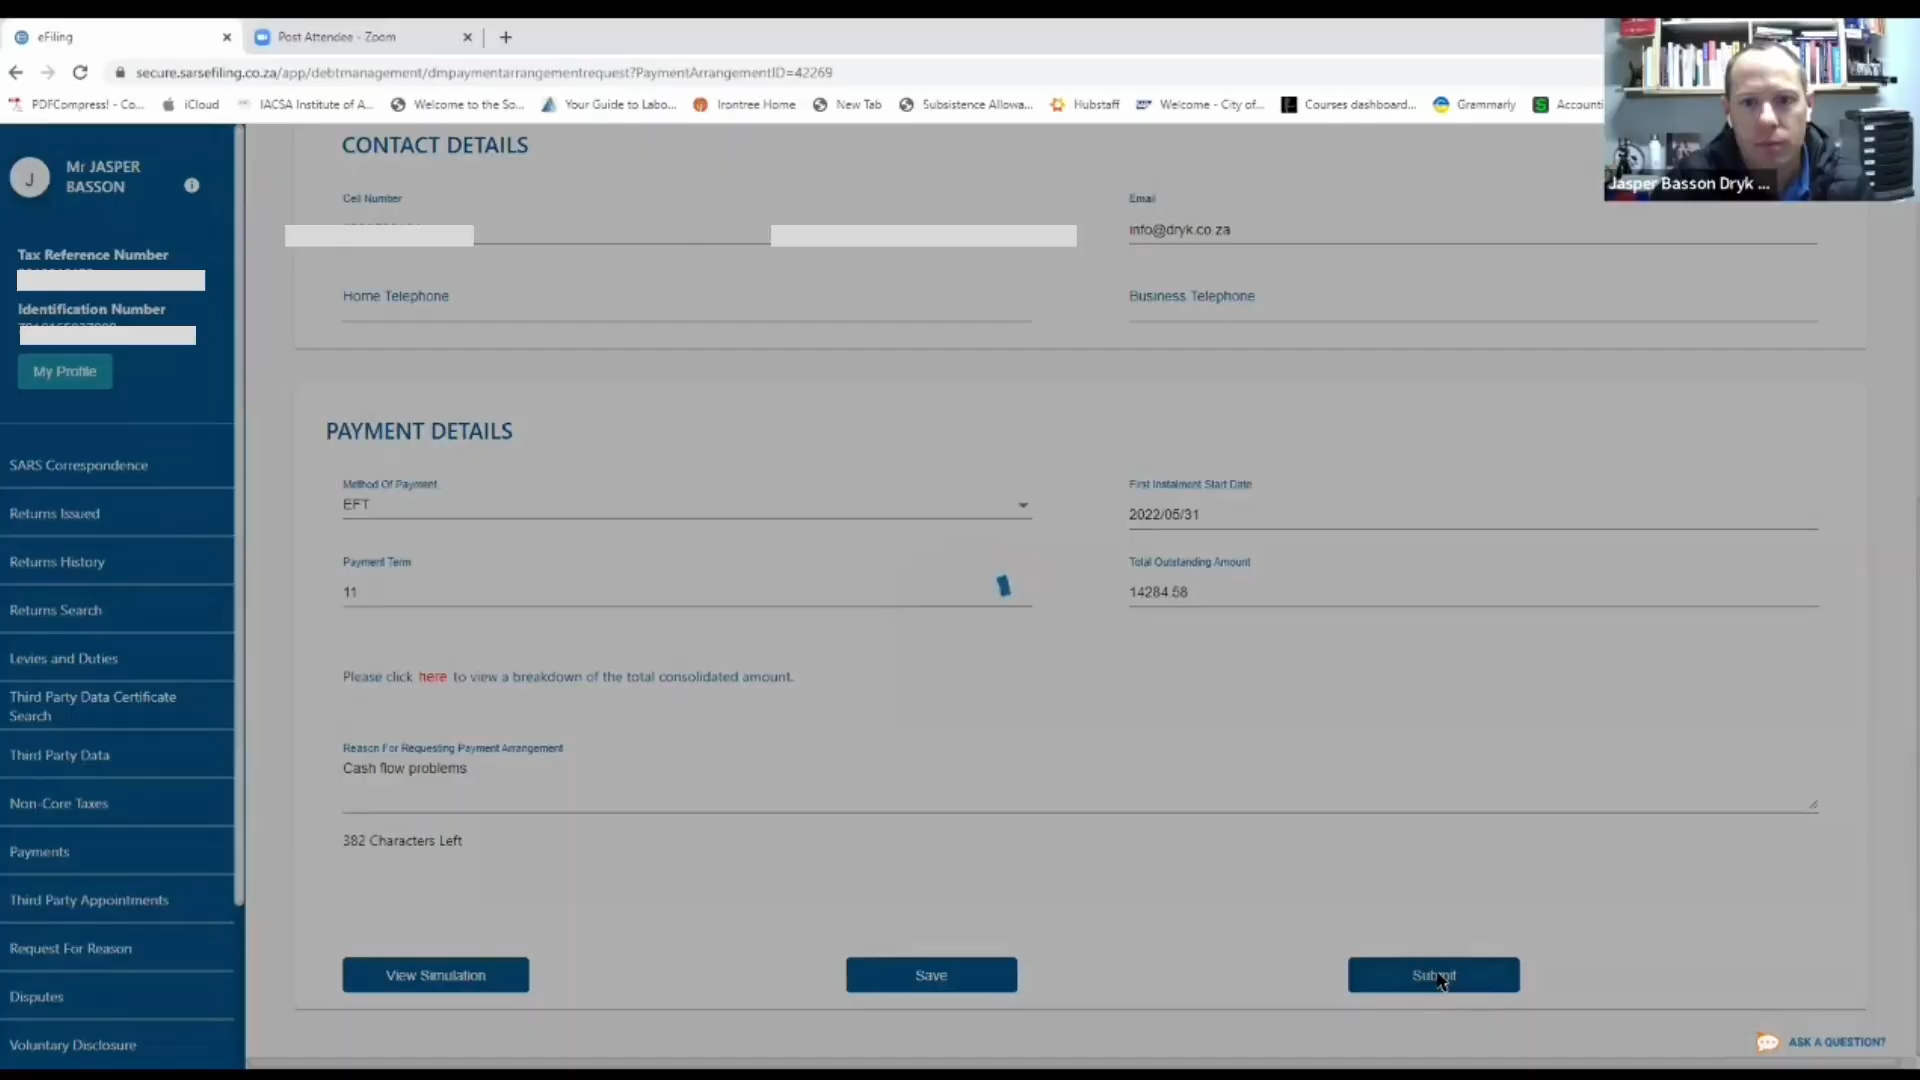 eFiling
Post Attendee - Zoom
secure.sarsefiling.co.za/app/debtmanagement/dmpaymentarrangementrequest?PaymentArrangementID=42269
PDFCompress! - Co...
iCloud
IACSA Institute of A...
Welcome to the So...
Your Guide to Labo...
Irontree Home
New Tab
Subsistence Allowa...
Hubstaff
Welcome - City of...
Courses dashboard...
Grammarly
Accounti
Jasper Basson Dryk ...
J
Mr JASPER
BASSON
Tax Reference Number
Identification Number
My Profile
SARS Correspondence
Returns Issued
Returns History
Returns Search
Levies and Duties
Third Party Data Certificate
Search
Third Party Data
Non-Core Taxes
Payments
Third Party Appointments
Request For Reason
Disputes
Voluntary Disclosure
CONTACT DETAILS
Cell Number
Email
info@dryk.co.za
Home Telephone
Business Telephone
PAYMENT DETAILS
Method Of Payment
EFT
First Instalment Start Date
2022/05/31
Payment Term
11
Total Outstanding Amount
14284.58
Please click here to view a breakdown of the total consolidated amount.
Reason For Requesting Payment Arrangement
Cash flow problems
382 Characters Left
View Simulation
Save
Submit
ASK A QUESTION?